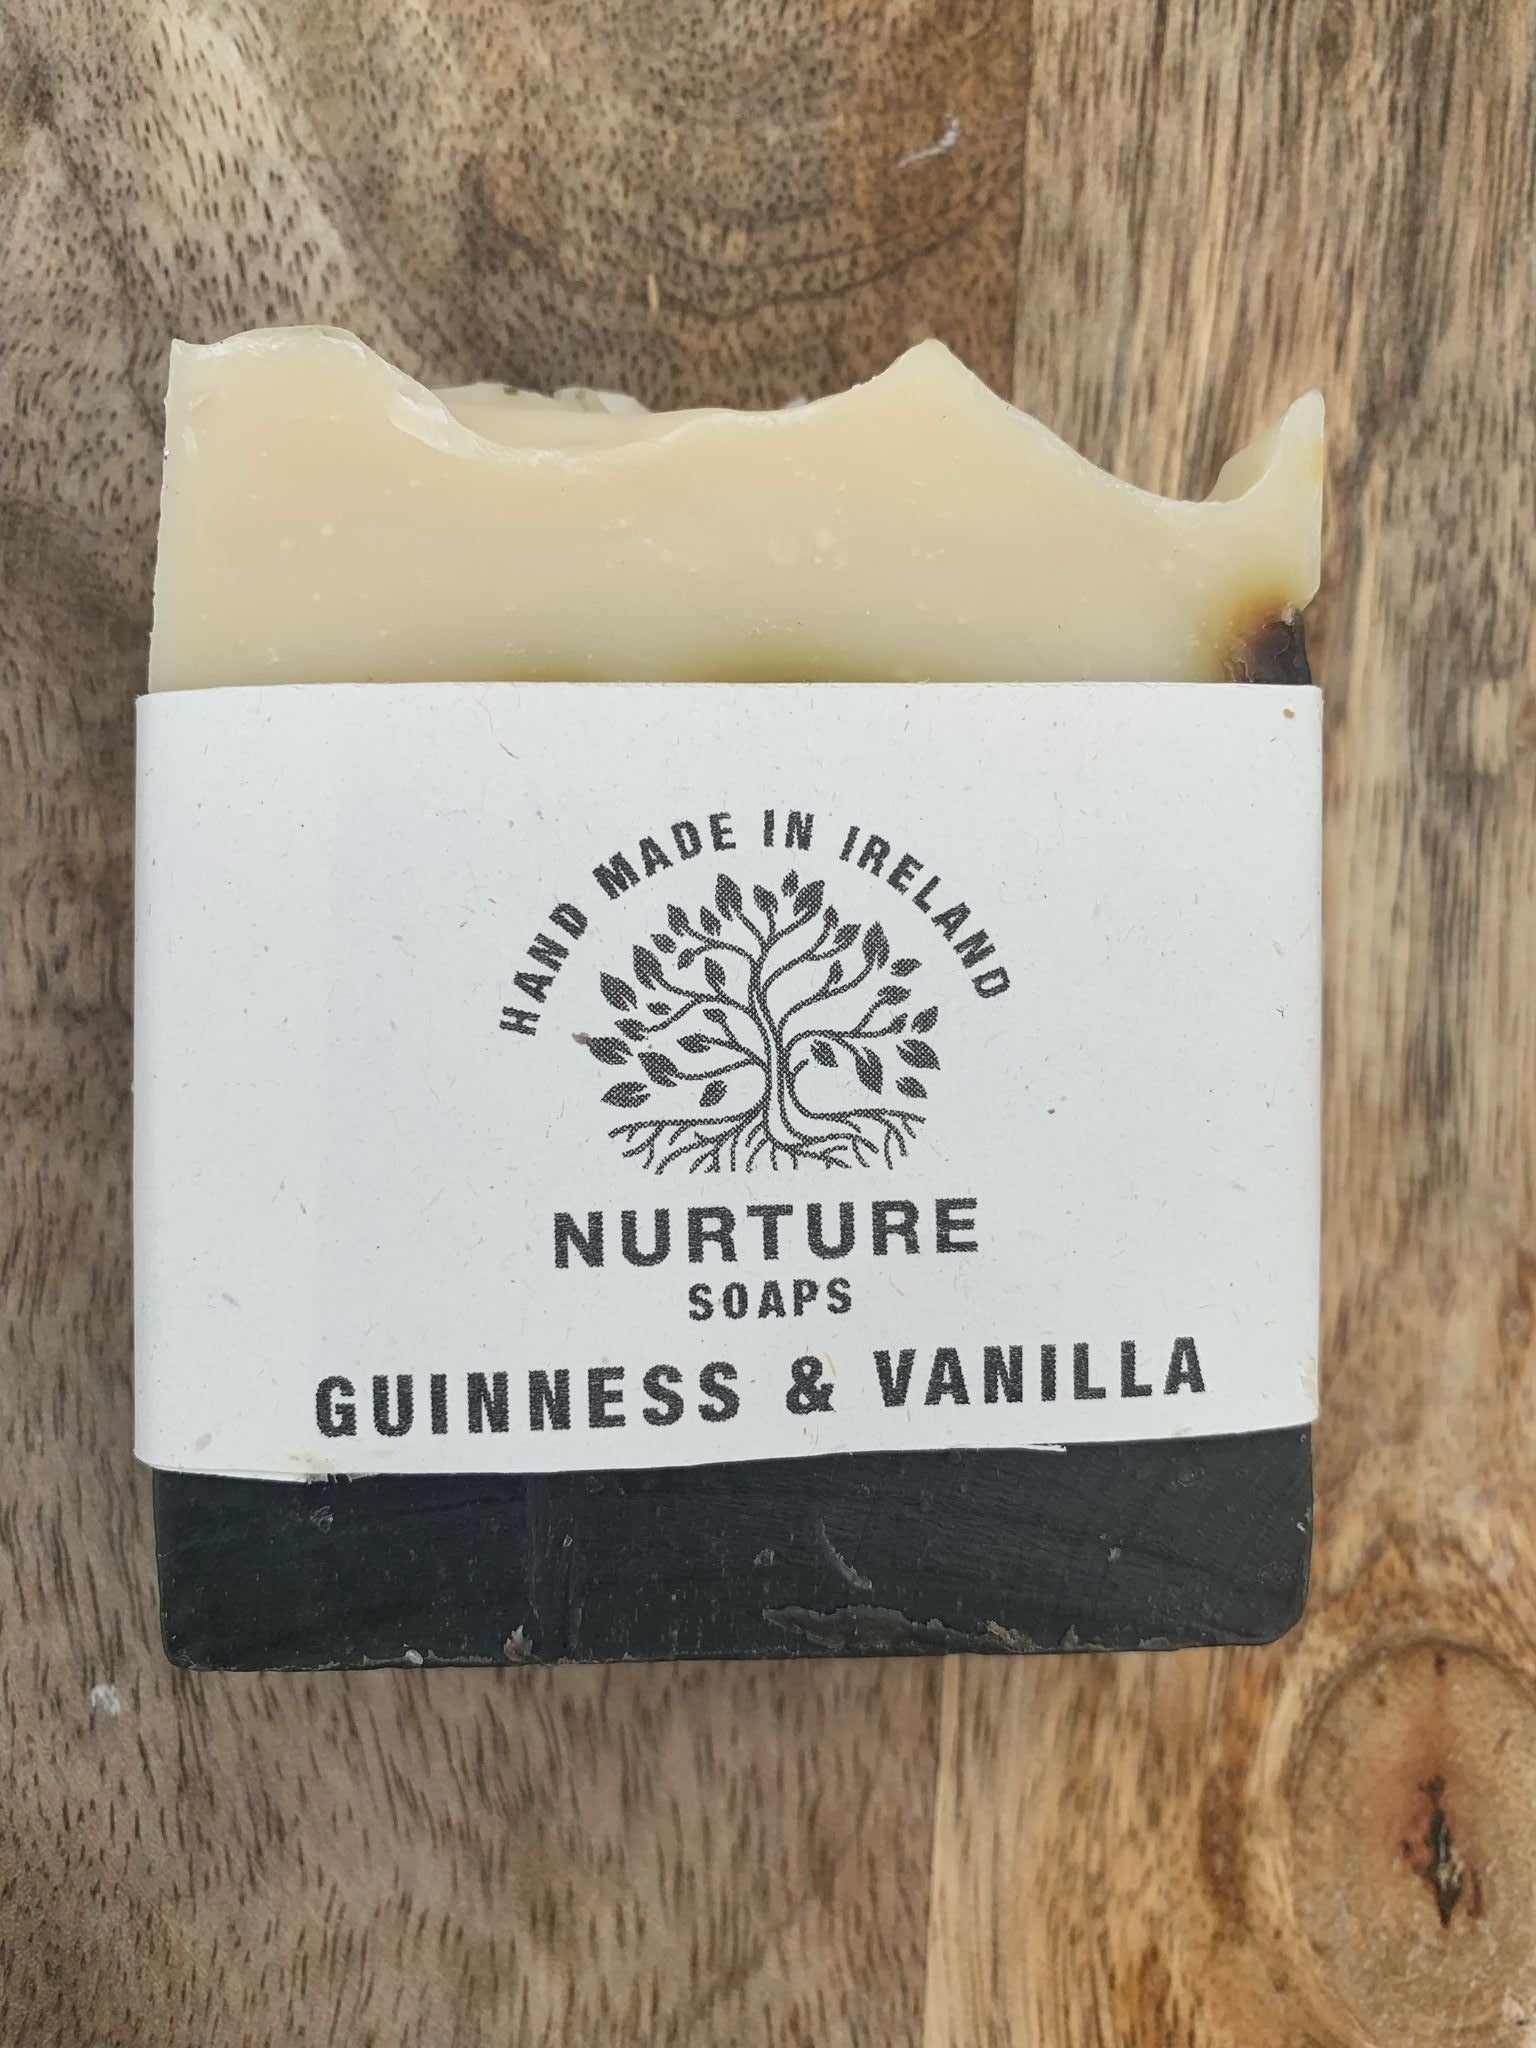 HAND MADE IN IRELAND
NURTURE
SOAPS
GUINNESS & VANILLA